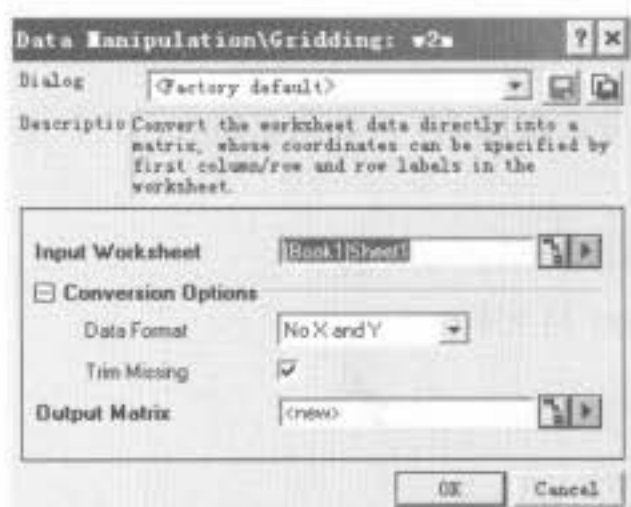 Data Manipulation\Gridding: w2m
Dialog <Factory default>
Descriptio Convert the worksheet data directly into a
matrix, whose coordinates can be specified by
first column/row and row labels in the
worksheet.
Input Worksheet [Book1]Sheet1
Conversion Options
Data Format No X and Y
Trim Missing
Output Matrix <new>
OK Cancel